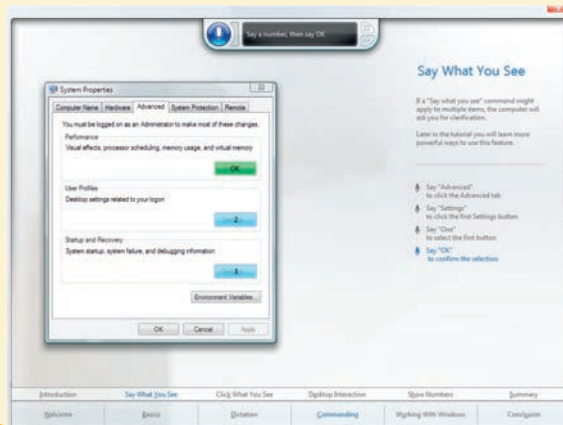 Say a number, then say OK
Say What You See
If a "Say what you see" command might
apply to multiple items, the computer will
ask you for clarification.
Later in the tutorial you will learn more
powerful ways to use this feature.
Say "Advanced"
to click the Advanced tab
Say "Settings"
to click the first Settings button
Say "One"
to select the first button
Say "OK"
to confirm the selection
System Properties
Computer Name Hardware Advanced System Protection Remote
You must be logged on as an Administrator to make most of these changes.
Performance
Visual effects, processor scheduling, memory usage, and virtual memory
OK
User Profiles
Desktop settings related to your logon
2
Startup and Recovery
System startup, system failure, and debugging information
3
Environment Variables...
OK Cancel Apply
Introduction Say What You See Click What You See Desktop Interaction Show Numbers Summary
Welcome Basics Dictation Commanding Working With Windows Conclusion